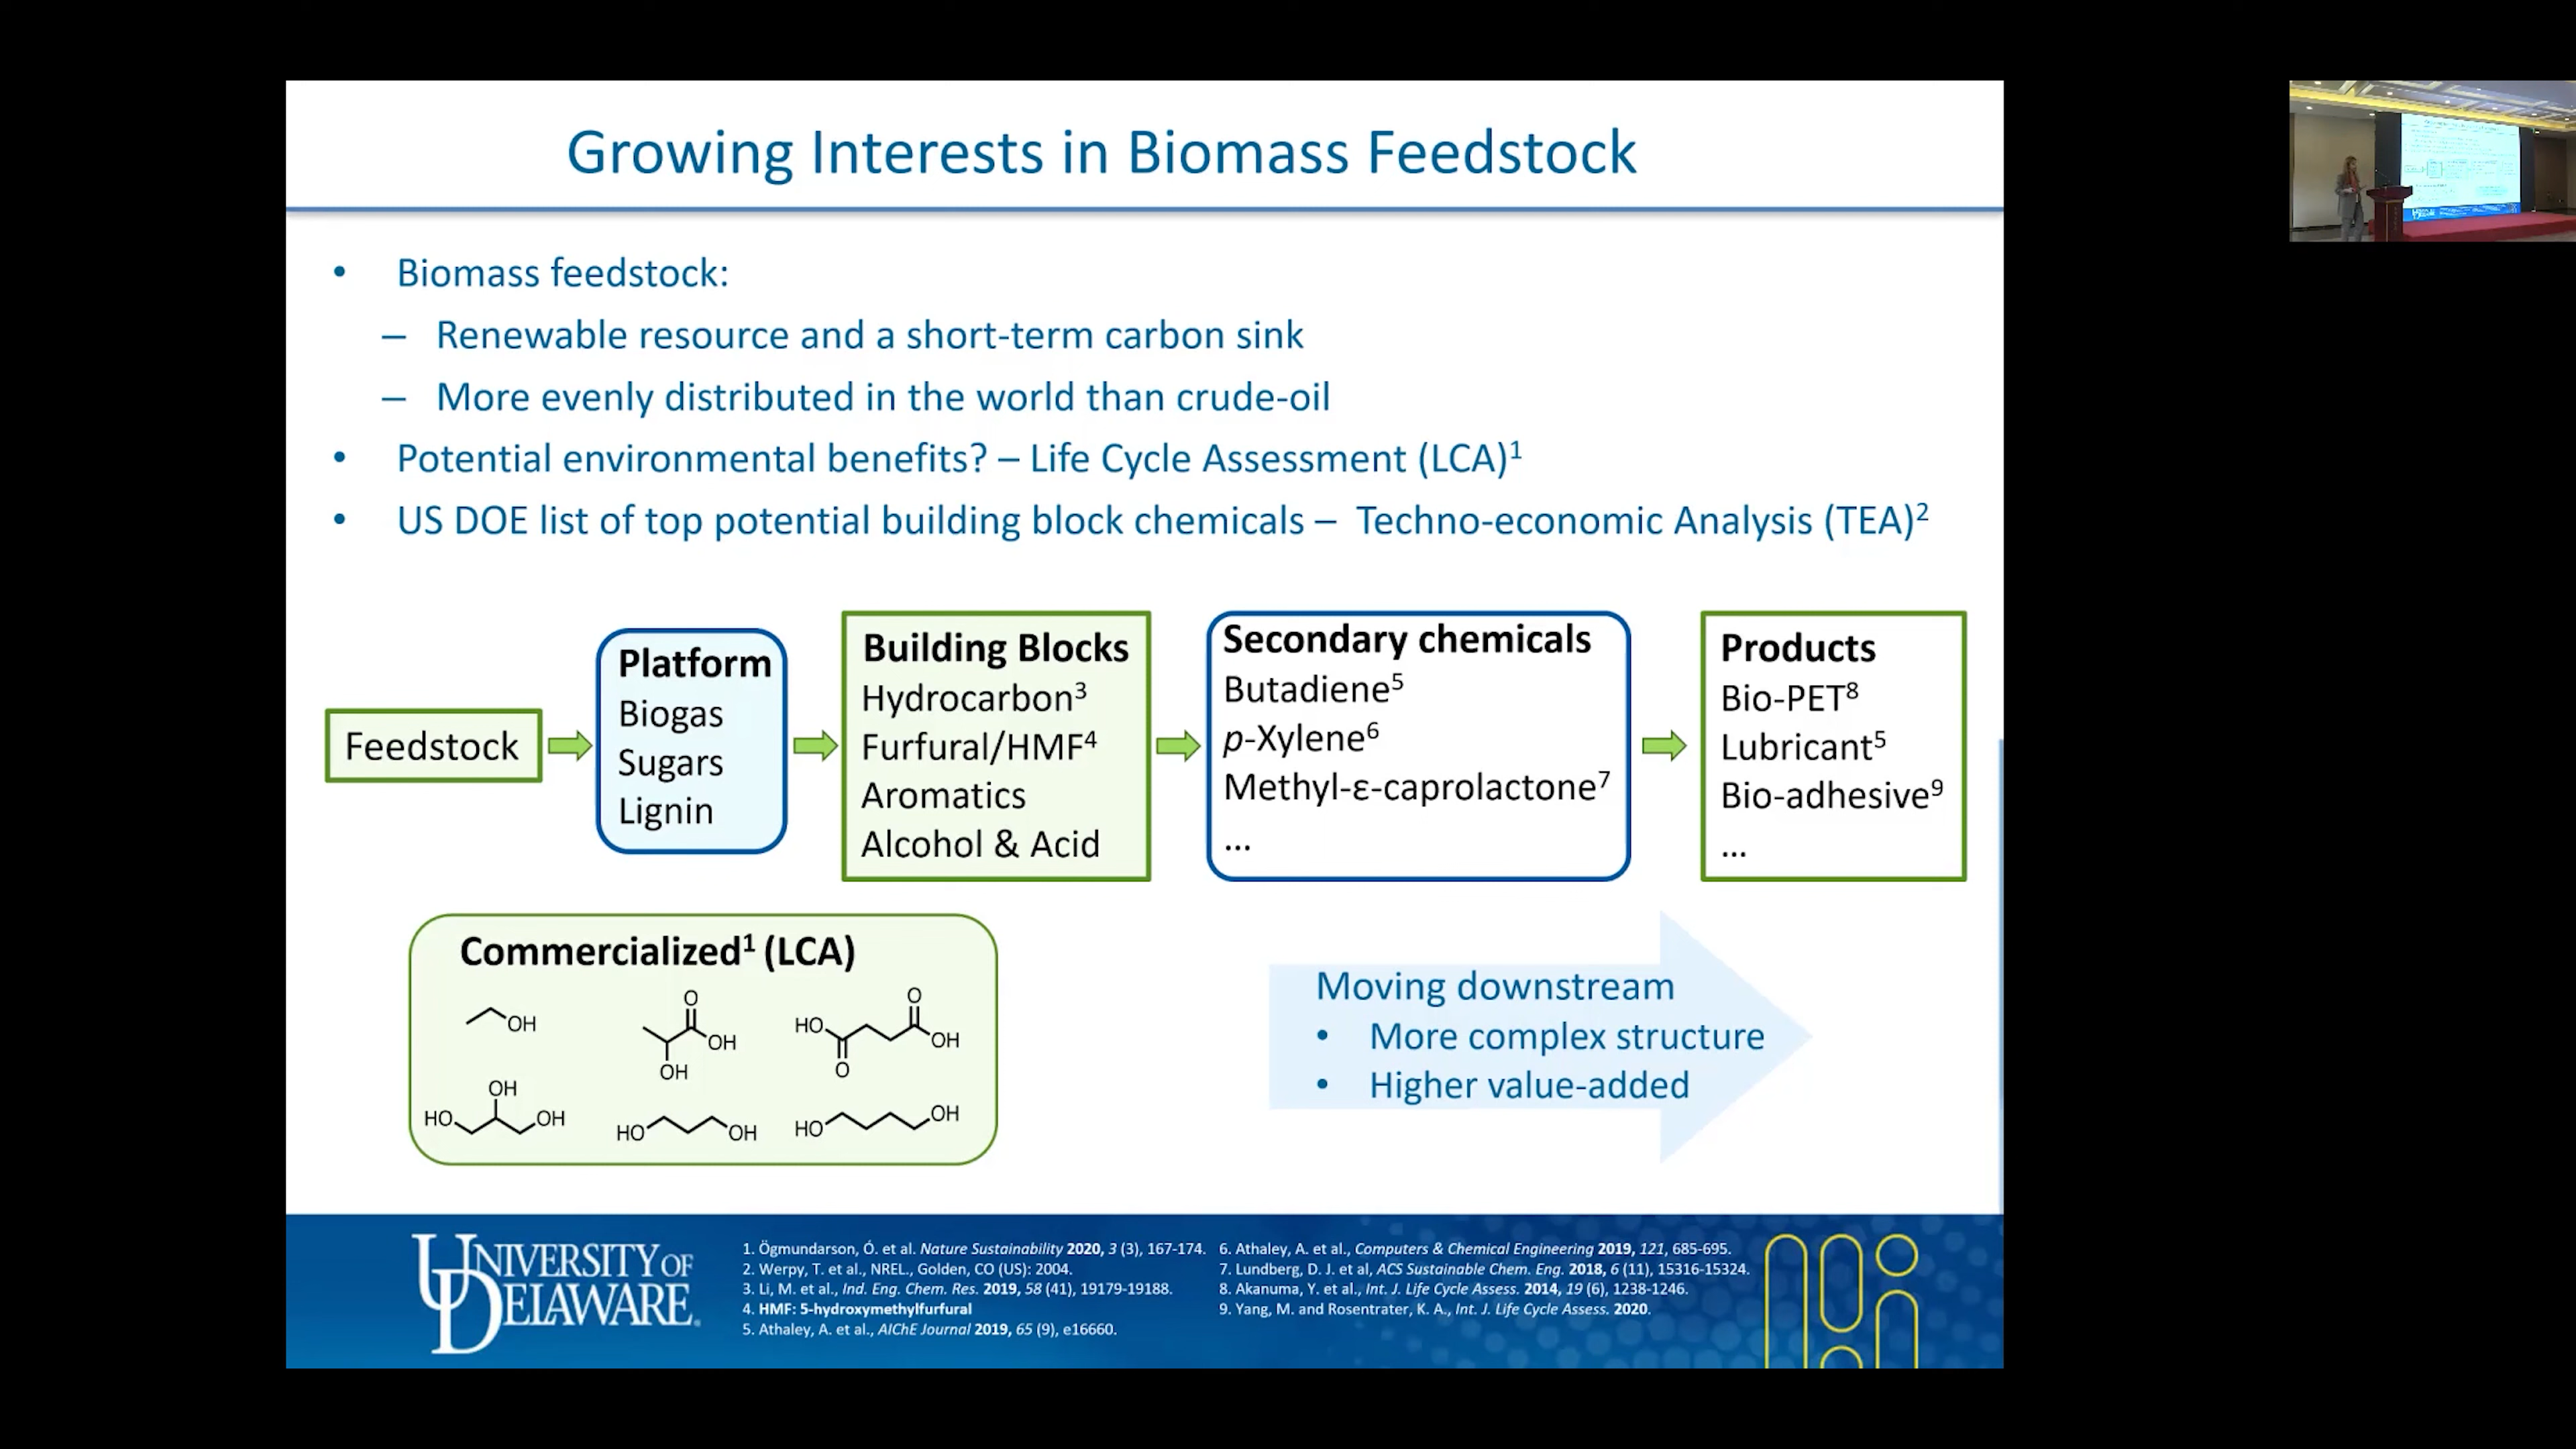 Growing Interests in Biomass Feedstock
• Biomass feedstock:
– Renewable resource and a short-term carbon sink
– More evenly distributed in the world than crude-oil
• Potential environmental benefits? – Life Cycle Assessment (LCA)¹
• US DOE list of top potential building block chemicals – Techno-economic Analysis (TEA)²
Feedstock
Platform
Biogas
Sugars
Lignin
Building Blocks
Hydrocarbon³
Furfural/HMF⁴
Aromatics
Alcohol & Acid
Secondary chemicals
Butadiene⁵
p-Xylene⁶
Methyl-ε-caprolactone⁷
...
Products
Bio-PET⁸
Lubricant⁵
Bio-adhesive⁹
...
Commercialized¹ (LCA)
OH
O
OH
OH
O
HO
OH
O
OH
HO
OH
HO
OH
HO
OH
Moving downstream
• More complex structure
• Higher value-added
UNIVERSITY OF
DELAWARE
1. Ögmundarson, Ó. et al. Nature Sustainability 2020, 3 (3), 167-174.
2. Werpy, T. et al., NREL., Golden, CO (US): 2004.
3. Li, M. et al., Ind. Eng. Chem. Res. 2019, 58 (41), 19179-19188.
4. HMF: 5-hydroxymethylfurfural
5. Athaley, A. et al., AIChE Journal 2019, 65 (9), e16660.
6. Athaley, A. et al., Computers & Chemical Engineering 2019, 121, 685-695.
7. Lundberg, D. J. et al, ACS Sustainable Chem. Eng. 2018, 6 (11), 15316-15324.
8. Akanuma, Y. et al., Int. J. Life Cycle Assess. 2014, 19 (6), 1238-1246.
9. Yang, M. and Rosentrater, K. A., Int. J. Life Cycle Assess. 2020.